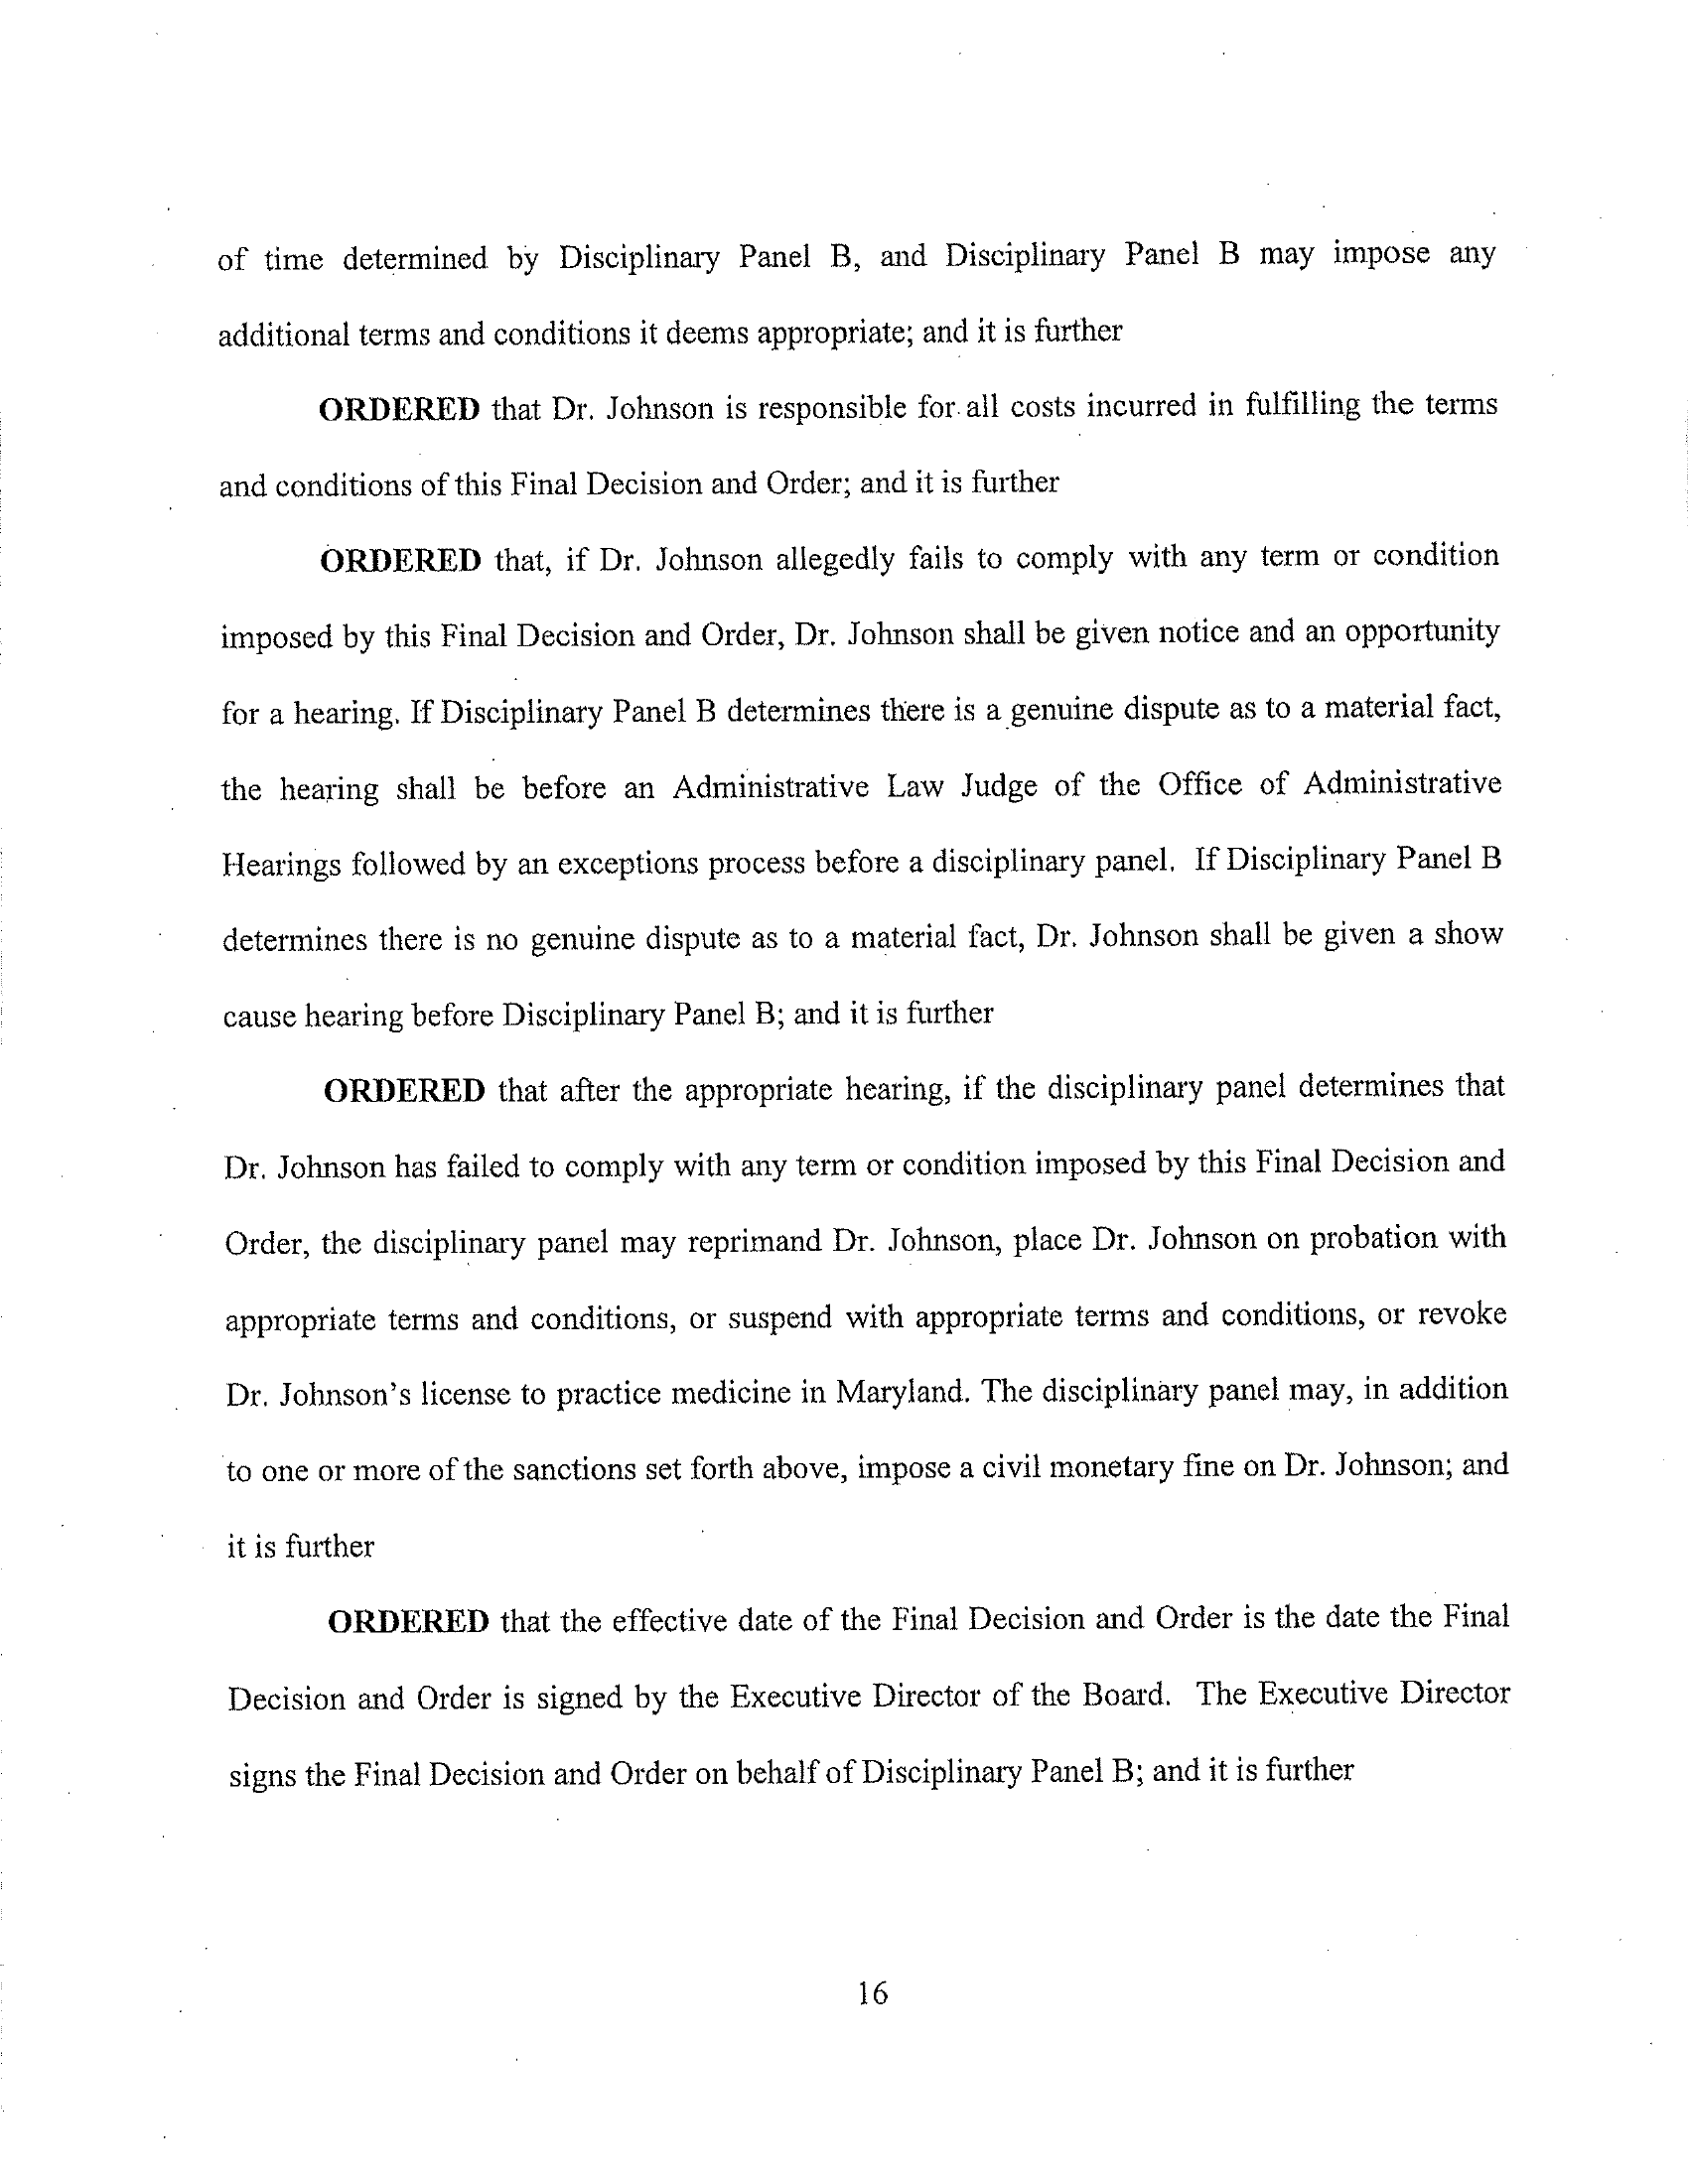 of time determined by Disciplinary Panel B, and Disciplinary Panel B may impose any
additional terms and conditions it deems appropriate; and it is further
ORDERED that Dr. Johnson is responsible for all costs incurred in fulfilling the terms
and conditions of this Final Decision and Order; and it is further
ORDERED that, if Dr. Johnson allegedly fails to comply with any term or condition
imposed by this Final Decision and Order, Dr. Johnson shall be given notice and an opportunity
for a hearing. If Disciplinary Panel B determines there is a genuine dispute as to a material fact,
the hearing shall be before an Administrative Law Judge of the Office of Administrative
Hearings followed by an exceptions process before a disciplinary panel. If Disciplinary Panel B
determines there is no genuine dispute as to a material fact, Dr. Johnson shall be given a show
cause hearing before Disciplinary Panel B; and it is further
ORDERED that after the appropriate hearing, if the disciplinary panel determines that
Dr. Johnson has failed to comply with any term or condition imposed by this Final Decision and
Order, the disciplinary panel may reprimand Dr. Johnson, place Dr. Johnson on probation with
appropriate terms and conditions, or suspend with appropriate terms and conditions, or revoke
Dr. Johnson's license to practice medicine in Maryland. The disciplinary panel may, in addition
to one or more of the sanctions set forth above, impose a civil monetary fine on Dr. Johnson; and
it is further
ORDERED that the effective date of the Final Decision and Order is the date the Final
Decision and Order is signed by the Executive Director of the Board. The Executive Director
signs the Final Decision and Order on behalf of Disciplinary Panel B; and it is further
16